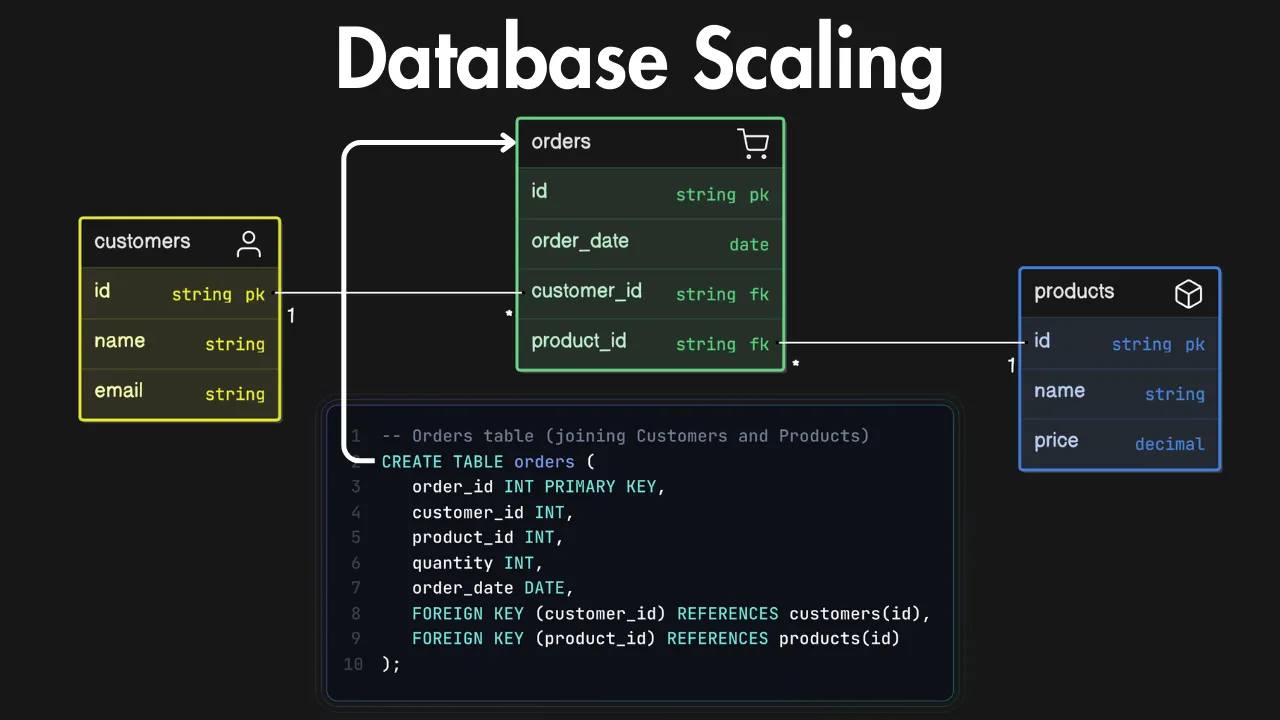 Database Scaling
customers
id string pk
name string
email string
1
orders
id string pk
order_date date
customer_id string fk
product_id string fk
*
*
products
id string pk
name string
price decimal
1
1 -- Orders table (joining Customers and Products)
2 CREATE TABLE orders (
3 order_id INT PRIMARY KEY,
4 customer_id INT,
5 product_id INT,
6 quantity INT,
7 order_date DATE,
8 FOREIGN KEY (customer_id) REFERENCES customers(id),
9 FOREIGN KEY (product_id) REFERENCES products(id)
10 );